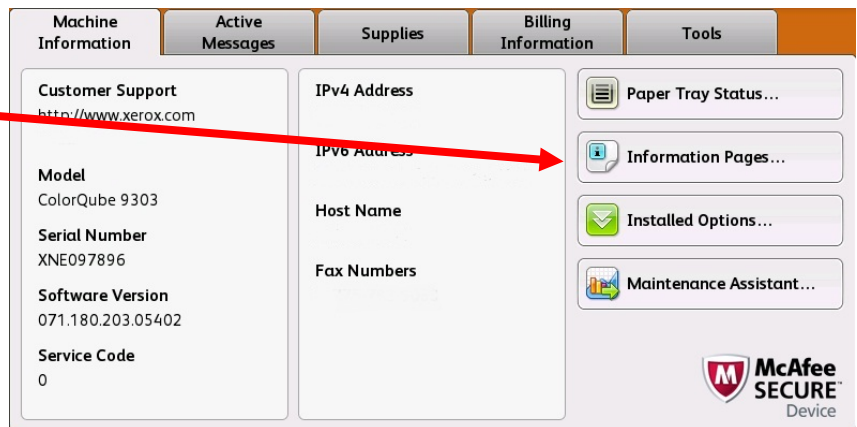 Machine
Information
Active
Messages
Supplies
Billing
Information
Tools
Customer Support
http://www.xerox.com
Model
ColorQube 9303
Serial Number
XNE097896
Software Version
071.180.203.05402
Service Code
0
IPv4 Address
IPv6 Address
Host Name
Fax Numbers
Paper Tray Status...
Information Pages...
Installed Options...
Maintenance Assistant...
McAfee
SECURE™
Device